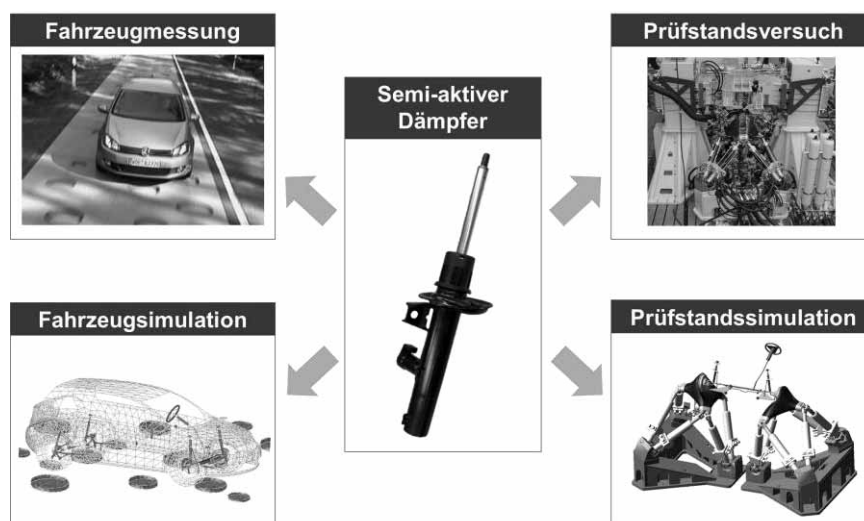 Fahrzeugmessung
Prüfstandsversuch
Semi-aktiver
Dämpfer
Fahrzeugsimulation
Prüfstandssimulation